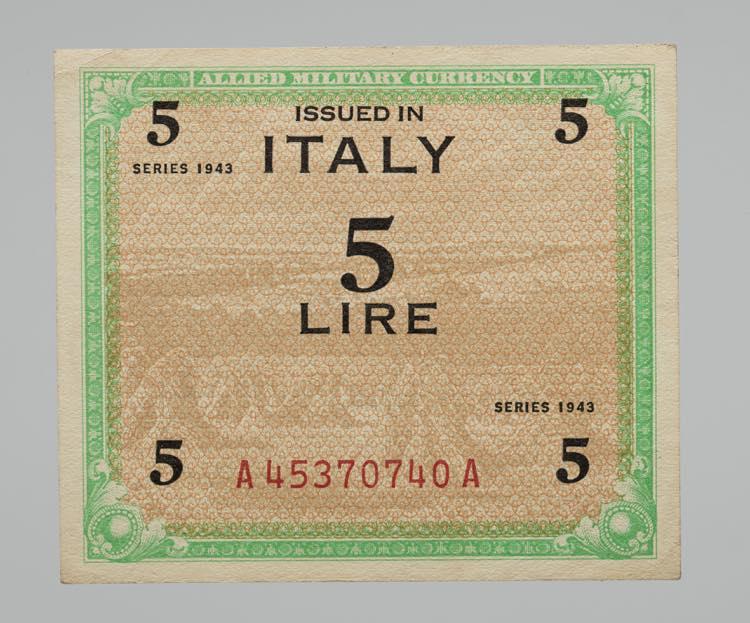 ALLIED MILITARY CURRENCY
5 ISSUED IN 5
SERIES 1943 ITALY
5
LIRE
SERIES 1943
5 A45370740A 5